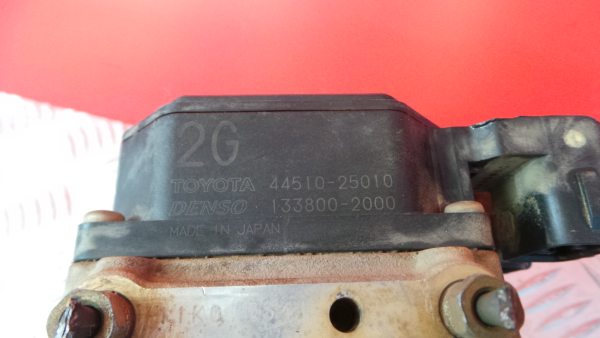 2G
TOYOTA 44510-25010
DENSO 133800-2000
MADE IN JAPAN